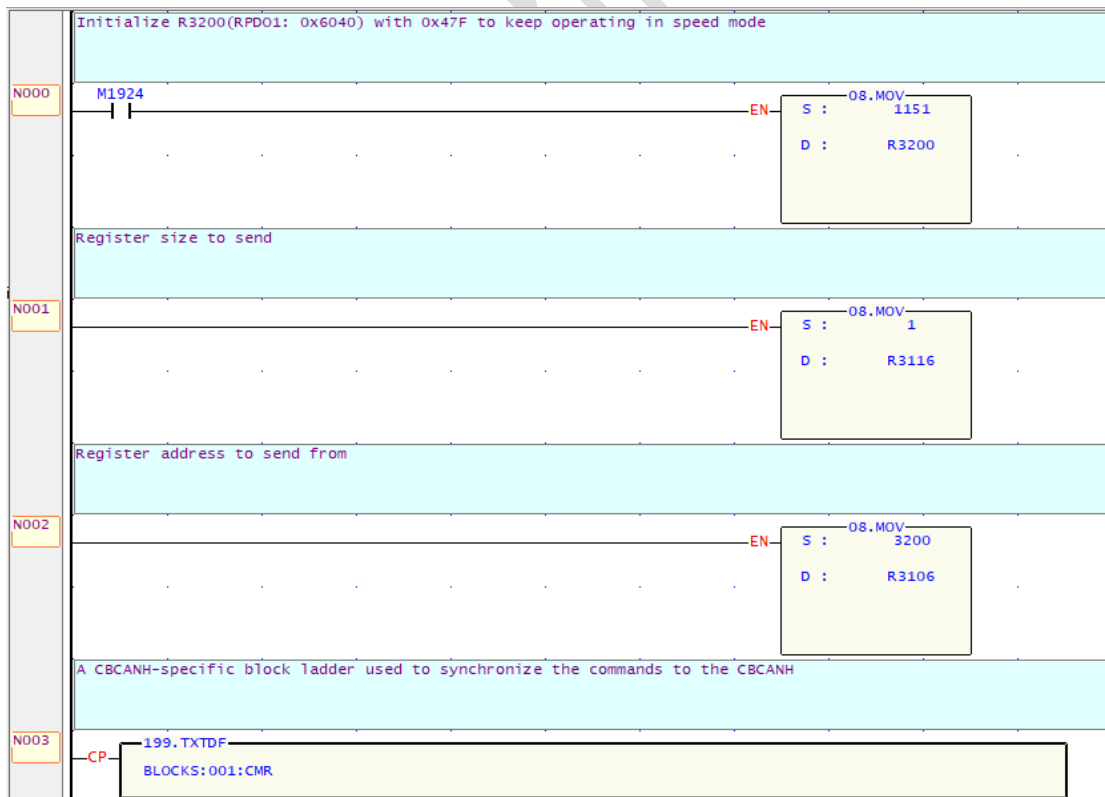 Initialize R3200(RPDO1: 0x6040) with 0x47F to keep operating in speed mode
N000
M1924
EN
08.MOV
S : 1151
D : R3200
Register size to send
N001
EN
08.MOV
S : 1
D : R3116
Register address to send from
N002
EN
08.MOV
S : 3200
D : R3106
A CBCANH-specific block ladder used to synchronize the commands to the CBCANH
N003
CP
199.TXTDF
BLOCKS:001:CMR